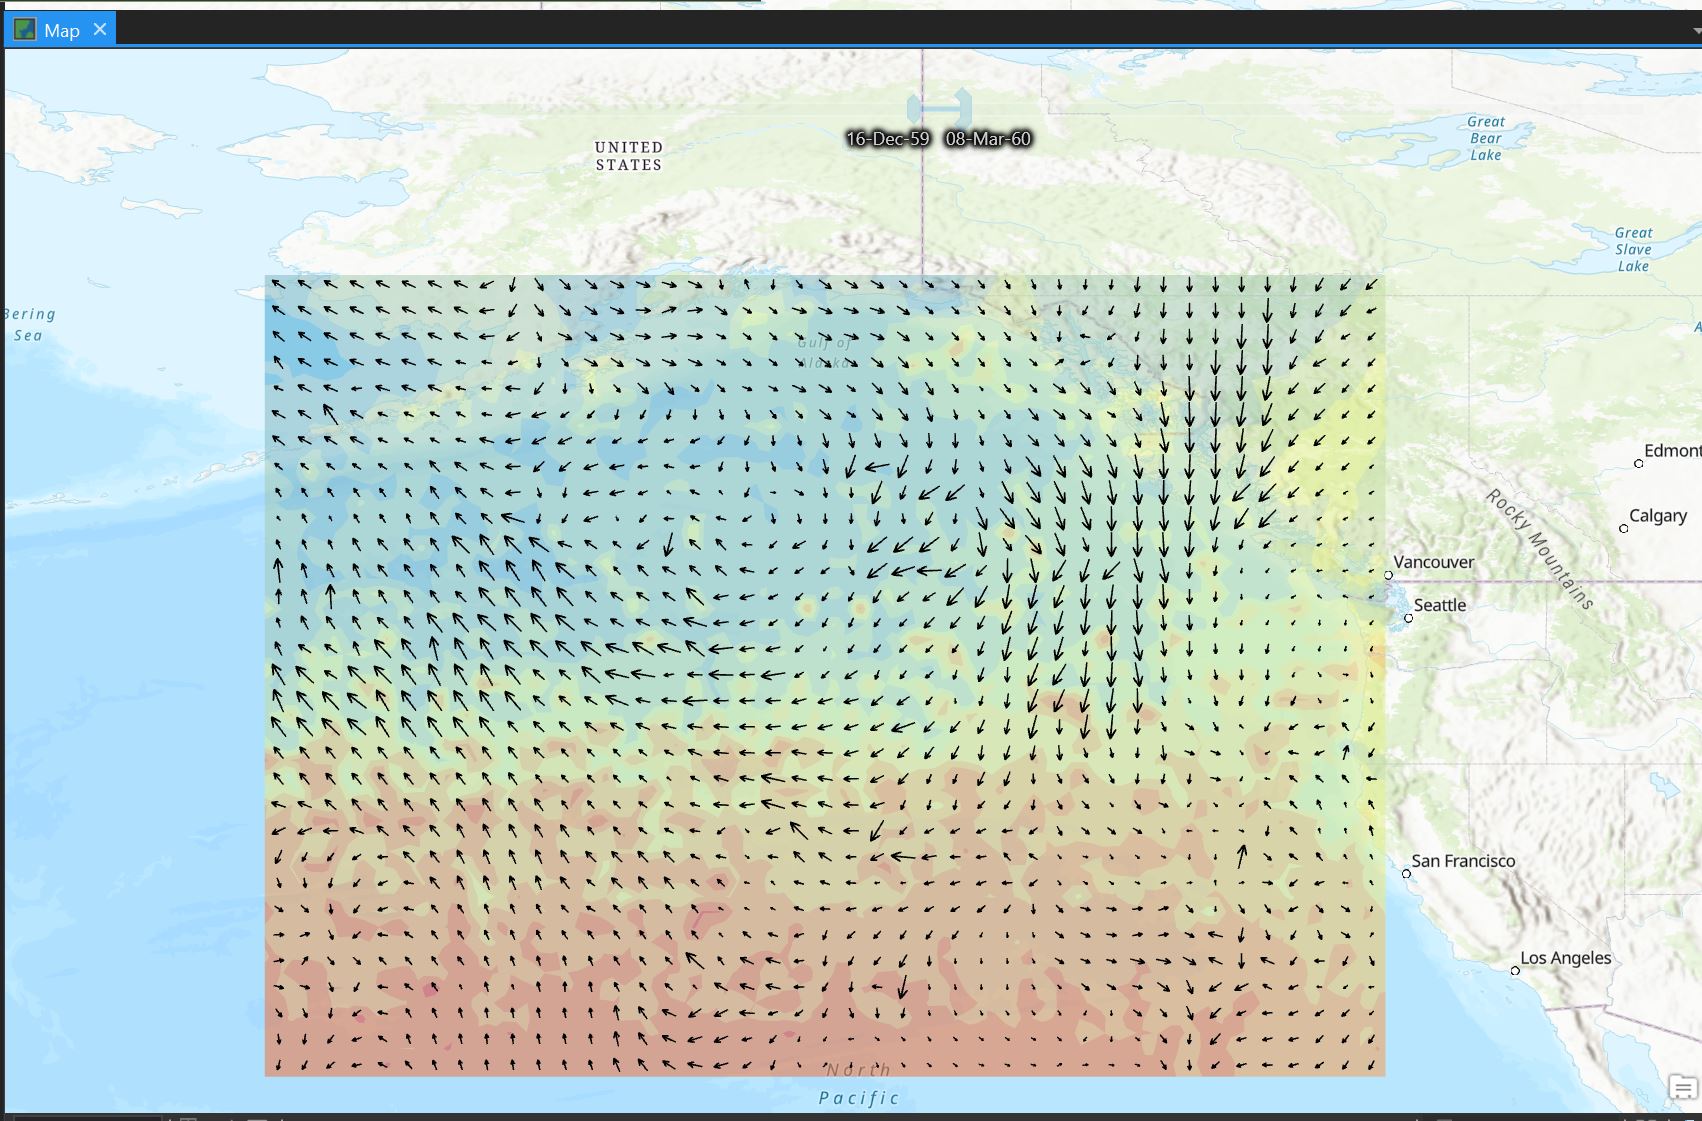 Map
16-Dec-59 08-Mar-60
UNITED
STATES
Great
Bear
Lake
Great
Slave
Lake
Bering
Sea
Gulf of
Alaska
Edmont
Rocky Mountains
Calgary
Vancouver
Seattle
San Francisco
Los Angeles
North
Pacific